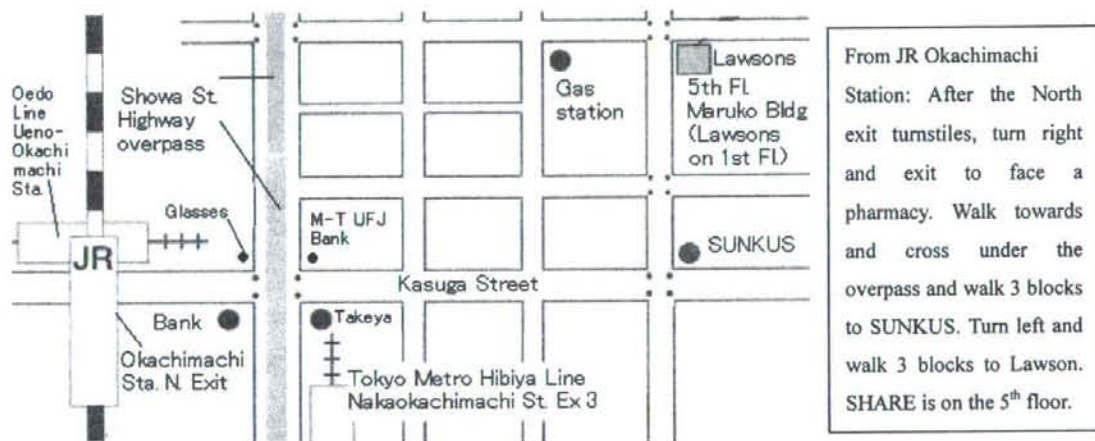 Oedo
Line
Ueno-
Okachi
machi
Sta.
Showa St.
Highway
overpass
Gas
station
Lawsons
5th Fl.
Maruko Bldg
(Lawsons
on 1st Fl.)
Glasses
M-T UFJ
Bank
SUNKUS
JR
Kasuga Street
Bank
Takeya
Okachimachi
Sta. N. Exit
Tokyo Metro Hibiya Line
Nakaokachimachi St. Ex 3
From JR Okachimachi
Station: After the North
exit turnstiles, turn right
and exit to face a
pharmacy. Walk towards
and cross under the
overpass and walk 3 blocks
to SUNKUS. Turn left and
walk 3 blocks to Lawson.
SHARE is on the 5th floor.